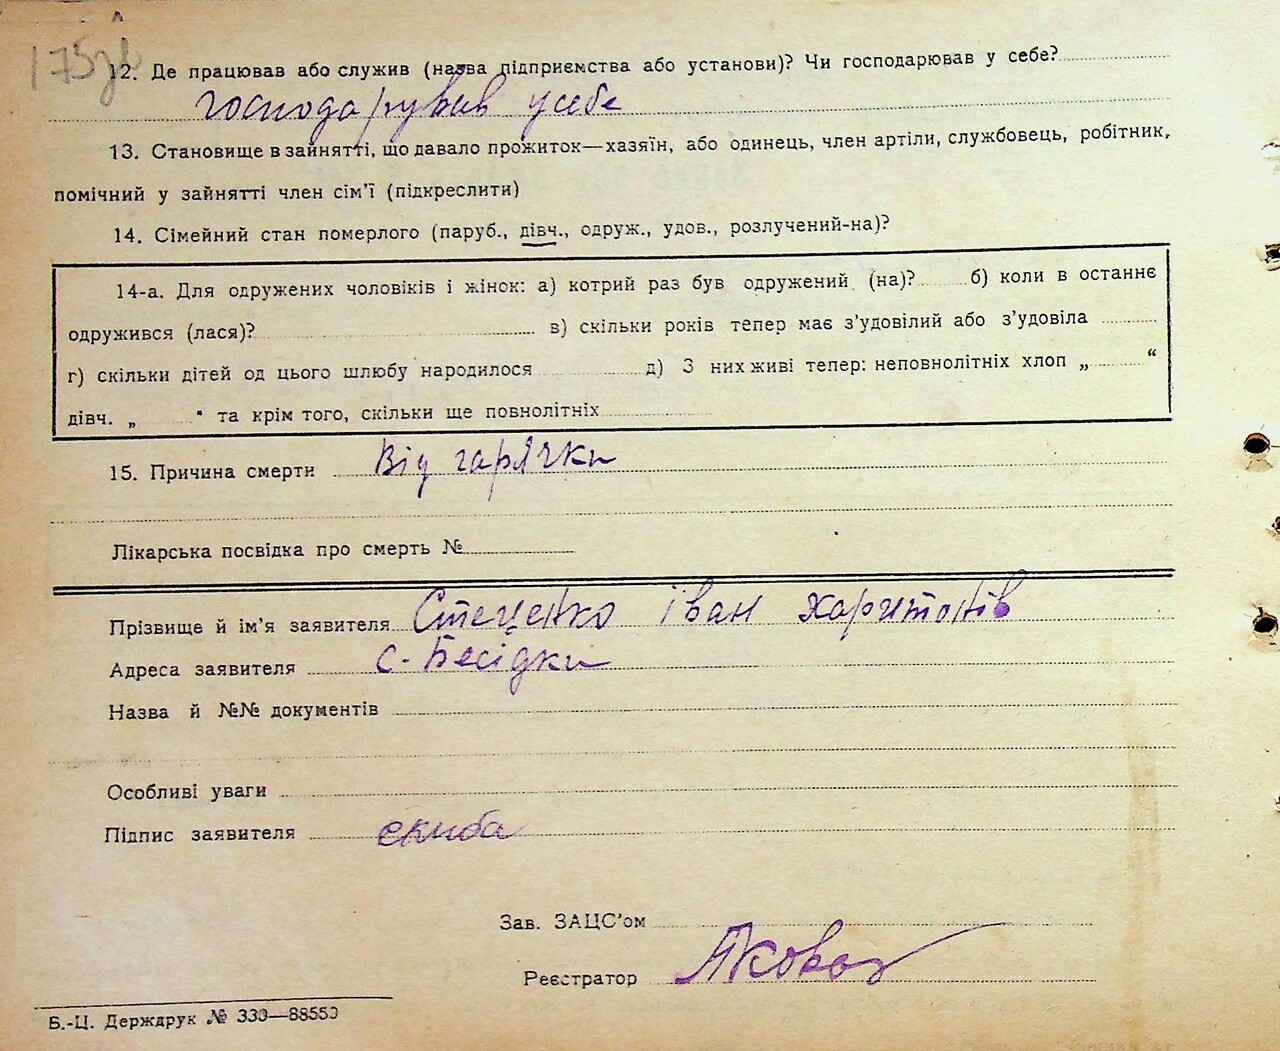 175зв
12. Де працював або служив (назва підприємства або установи)? Чи господарював у себе?
господарував у себе
13. Становище в зайнятті, що давало прожиток—хазяїн, або одинець, член артіли, службовець, робітник,
помічний у зайнятті член сім'ї (підкреслити)
14. Сімейний стан померлого (паруб., дівч., одруж., удов., розлучений-на)?
14-а. Для одружених чоловіків і жінок: а) котрий раз був одружений (на)? б) коли в останнє
одружився (лася)? в) скільки років тепер має з'удовілий або з'удовіла
г) скільки дітей од цього шлюбу народилося д) З них живі тепер: неповнолітніх хлоп „ “
дівч. „ “ та крім того, скільки ще повнолітніх
15. Причина смерти Від гарячки
Лікарська посвідка про смерть №
Прізвище й ім'я заявителя Стеценко Іван Харитонів
Адреса заявителя с. Бесідки
Назва й №№ документів
Особливі уваги
Підпис заявителя скиба
Зав. ЗАЦС'ом
Реєстратор
Б.-Ц. Держдрук № 330—88550